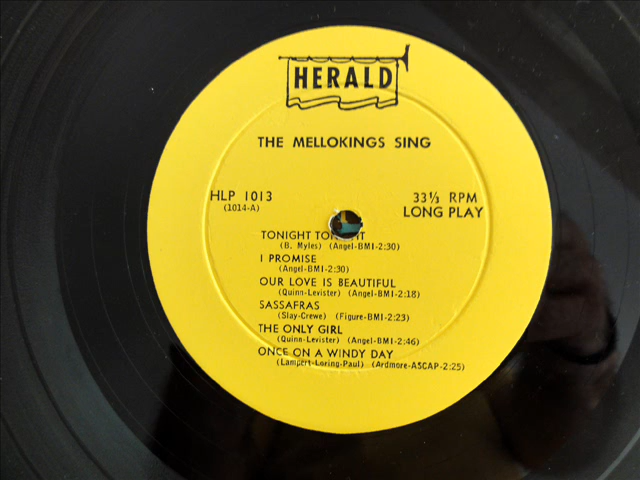 HERALD
THE MELLOKINGS SING
HLP 1013
(1014-A)
33⅓ RPM
LONG PLAY
TONIGHT TONIGHT
(B. Myles) (Angel-BMI-2:30)
I PROMISE
(Angel-BMI-2:30)
OUR LOVE IS BEAUTIFUL
(Quinn-Levister) (Angel-BMI-2:18)
SASSAFRAS
(Slay-Crewe) (Figure-BMI-2:23)
THE ONLY GIRL
(Quinn-Levister) (Angel-BMI-2:46)
ONCE ON A WINDY DAY
(Lampert-Loring-Paul) (Ardmore-ASCAP-2:25)